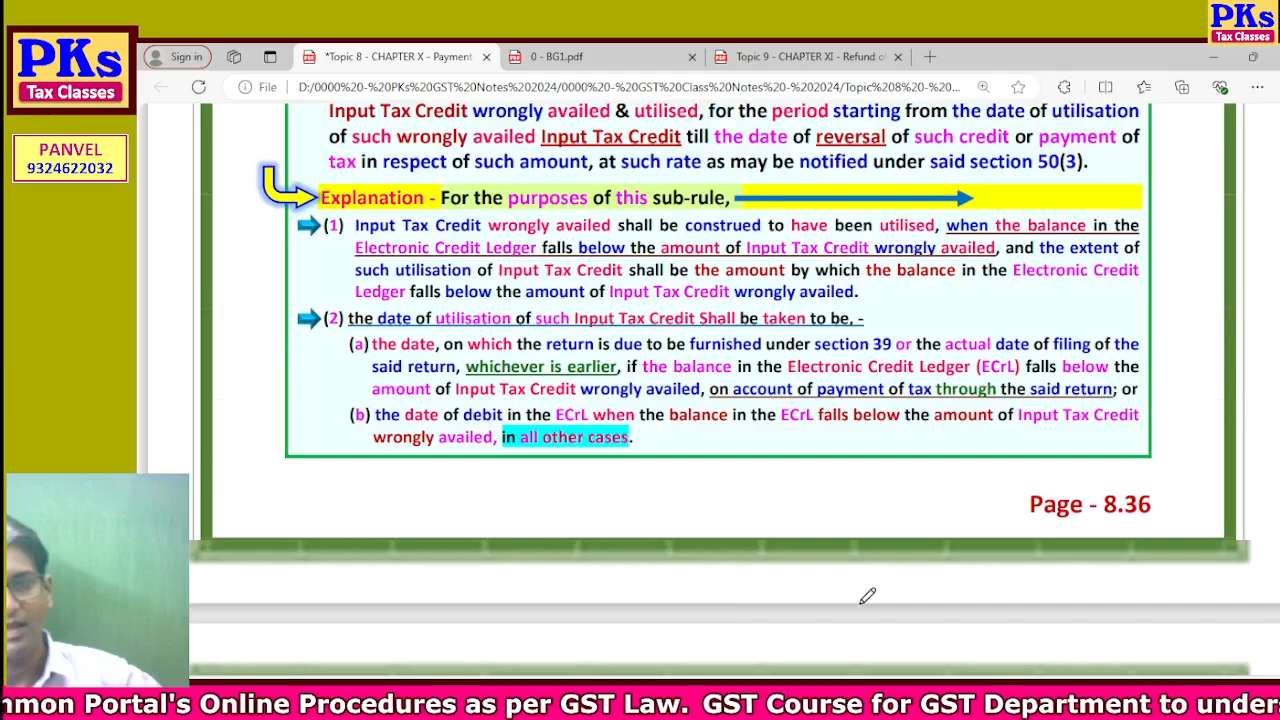 PKs
Tax Classes
PKs
Tax Classes
PANVEL
9324622032
Sign in
*Topic 8 - CHAPTER X - Payment
0 - BG1.pdf
Topic 9 - CHAPTER XI - Refund of
File
D:/0000%20-%20PKs%20GST%20Notes%202024/0000%20-%20GST%20Class%20Notes%20-%2024/Topic%208%20-%20...
Input Tax Credit wrongly availed & utilised, for the period starting from the date of utilisation
of such wrongly availed Input Tax Credit till the date of reversal of such credit or payment of
tax in respect of such amount, at such rate as may be notified under said section 50(3).
Explanation - For the purposes of this sub-rule,
(1) Input Tax Credit wrongly availed shall be construed to have been utilised, when the balance in the
Electronic Credit Ledger falls below the amount of Input Tax Credit wrongly availed, and the extent of
such utilisation of Input Tax Credit shall be the amount by which the balance in the Electronic Credit
Ledger falls below the amount of Input Tax Credit wrongly availed.
(2) the date of utilisation of such Input Tax Credit Shall be taken to be, -
(a) the date, on which the return is due to be furnished under section 39 or the actual date of filing of the
said return, whichever is earlier, if the balance in the Electronic Credit Ledger (ECrL) falls below the
amount of Input Tax Credit wrongly availed, on account of payment of tax through the said return; or
(b) the date of debit in the ECrL when the balance in the ECrL falls below the amount of Input Tax Credit
wrongly availed, in all other cases.
Page - 8.36
mmon Portal's Online Procedures as per GST Law. GST Course for GST Department to under